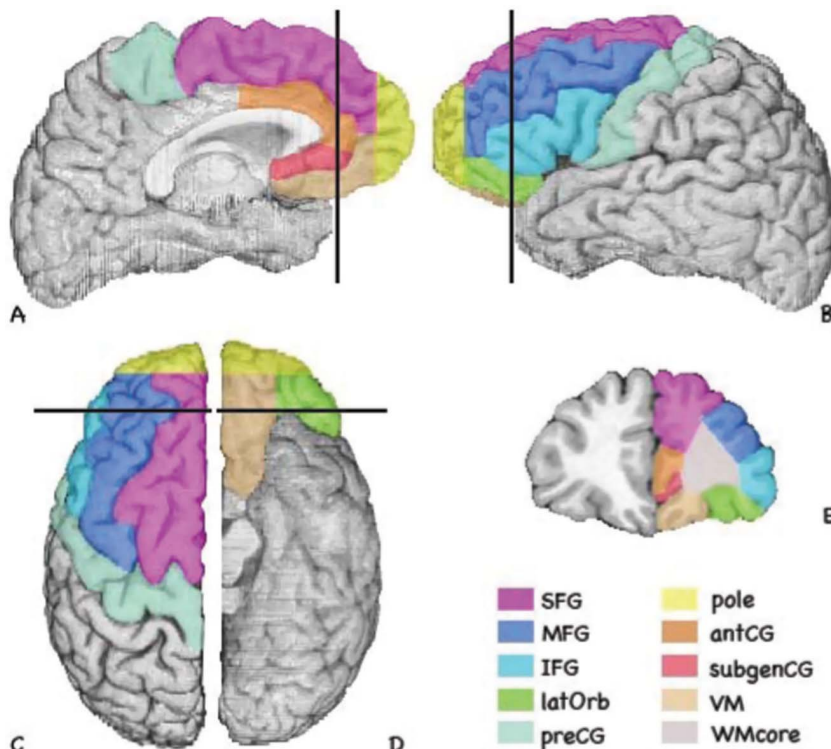 A
B
E
SFG pole
MFG antCG
IFG subgenCG
latOrb VM
preCG WMcore
C D